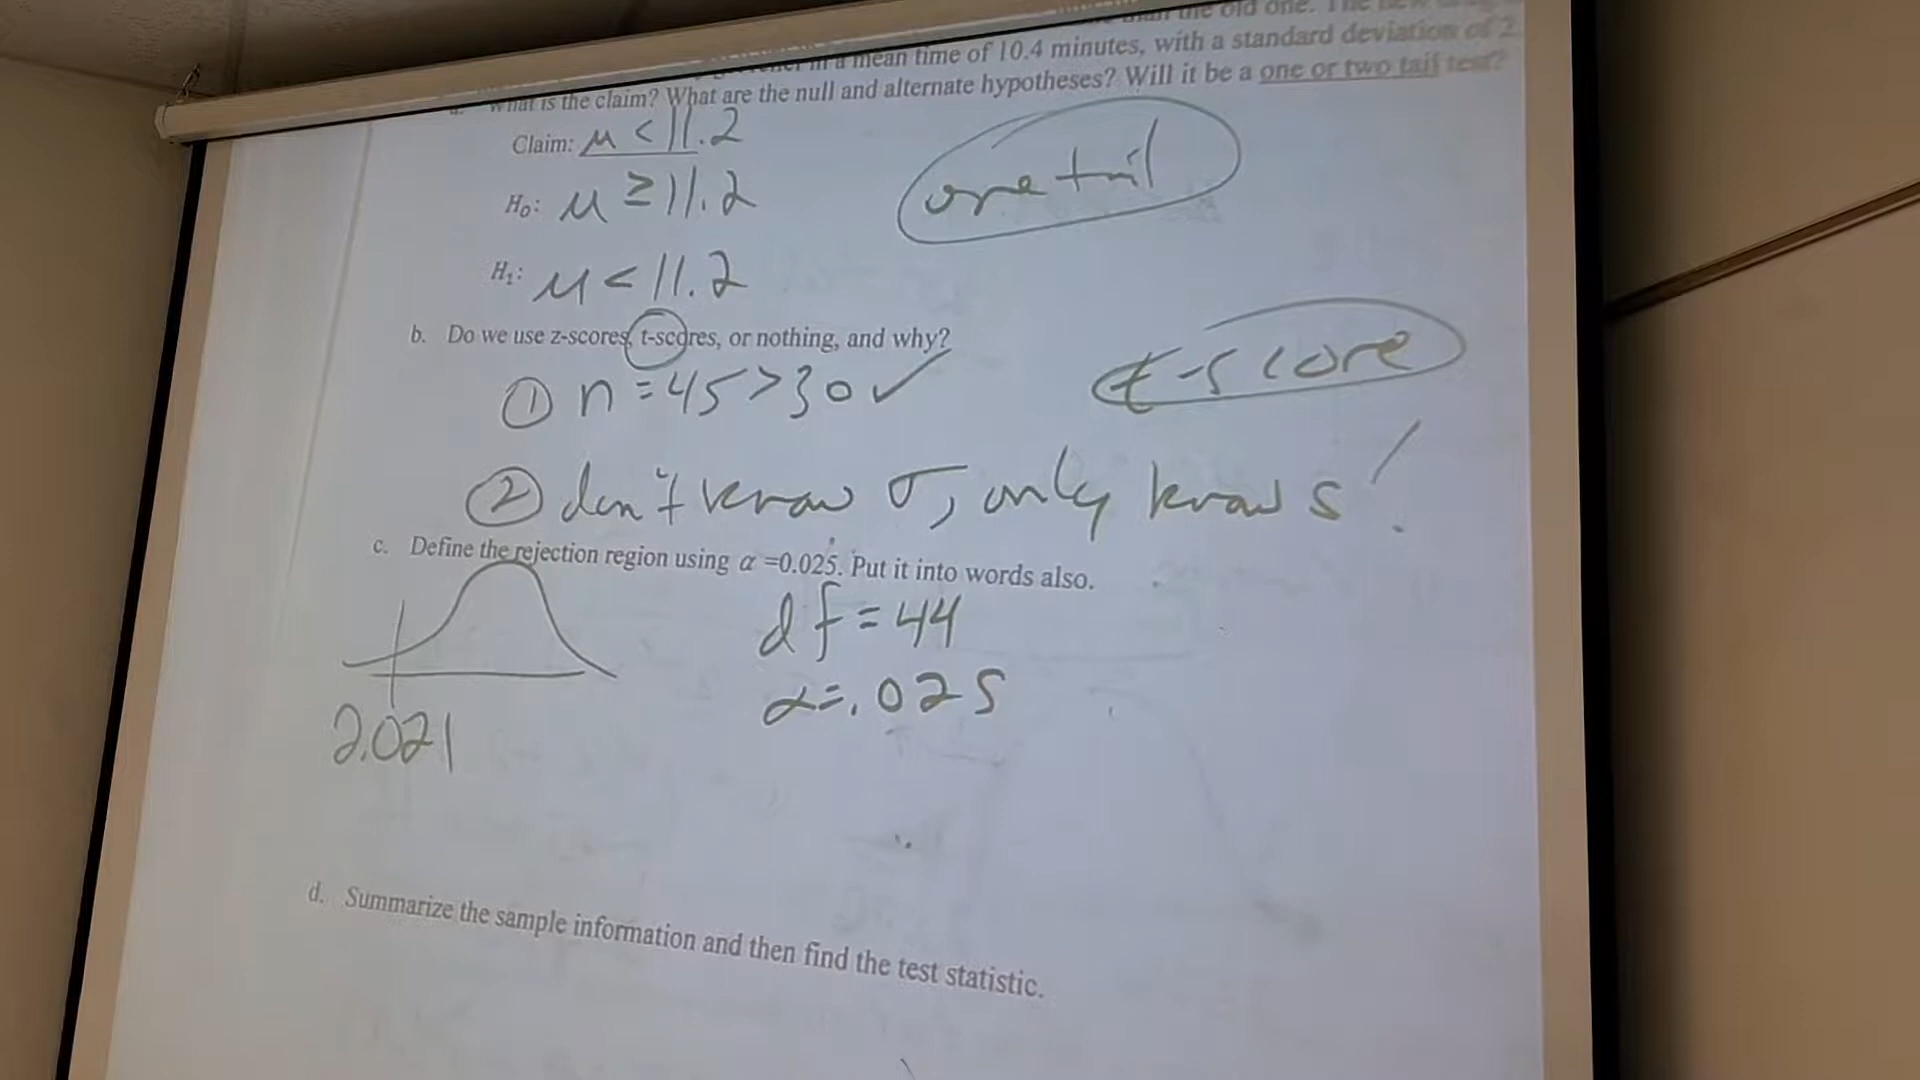 than the old one. The new
in a mean time of 10.4 minutes, with a standard deviation of 2
What is the claim? What are the null and alternate hypotheses? Will it be a one or two tail test?
Claim: μ < 11.2
H₀: μ ≥ 11.2
one tail
H₁: μ < 11.2
b. Do we use z-scores, t-scores, or nothing, and why?
① n = 45 > 30 ✓
t-score
② don't know σ, only know s!
c. Define the rejection region using α =0.025. Put it into words also.
df = 44
α = .025
2.021
d. Summarize the sample information and then find the test statistic.